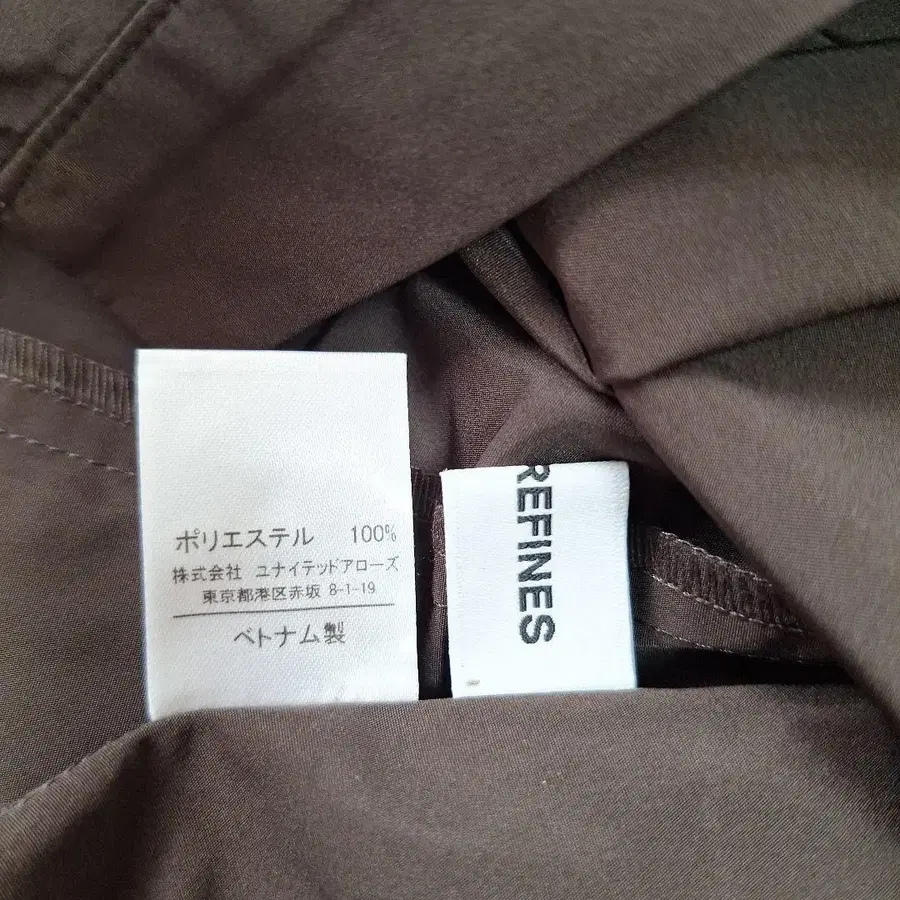 ポリエステル 100%
株式会社 ユナイテッドアローズ
東京都港区赤坂 8-1-19
ベトナム製
REFINES